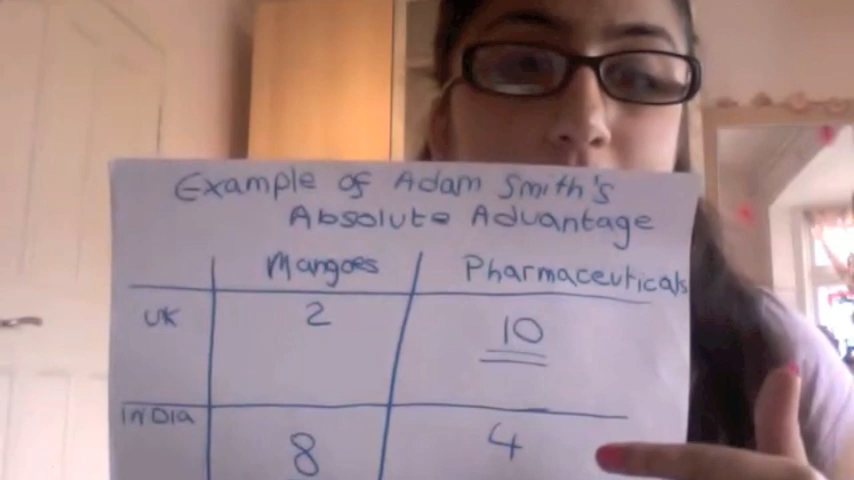 Example of Adam Smith's
Absolute Advantage
Mangoes Pharmaceuticals
UK 2 10
INDIA 8 4